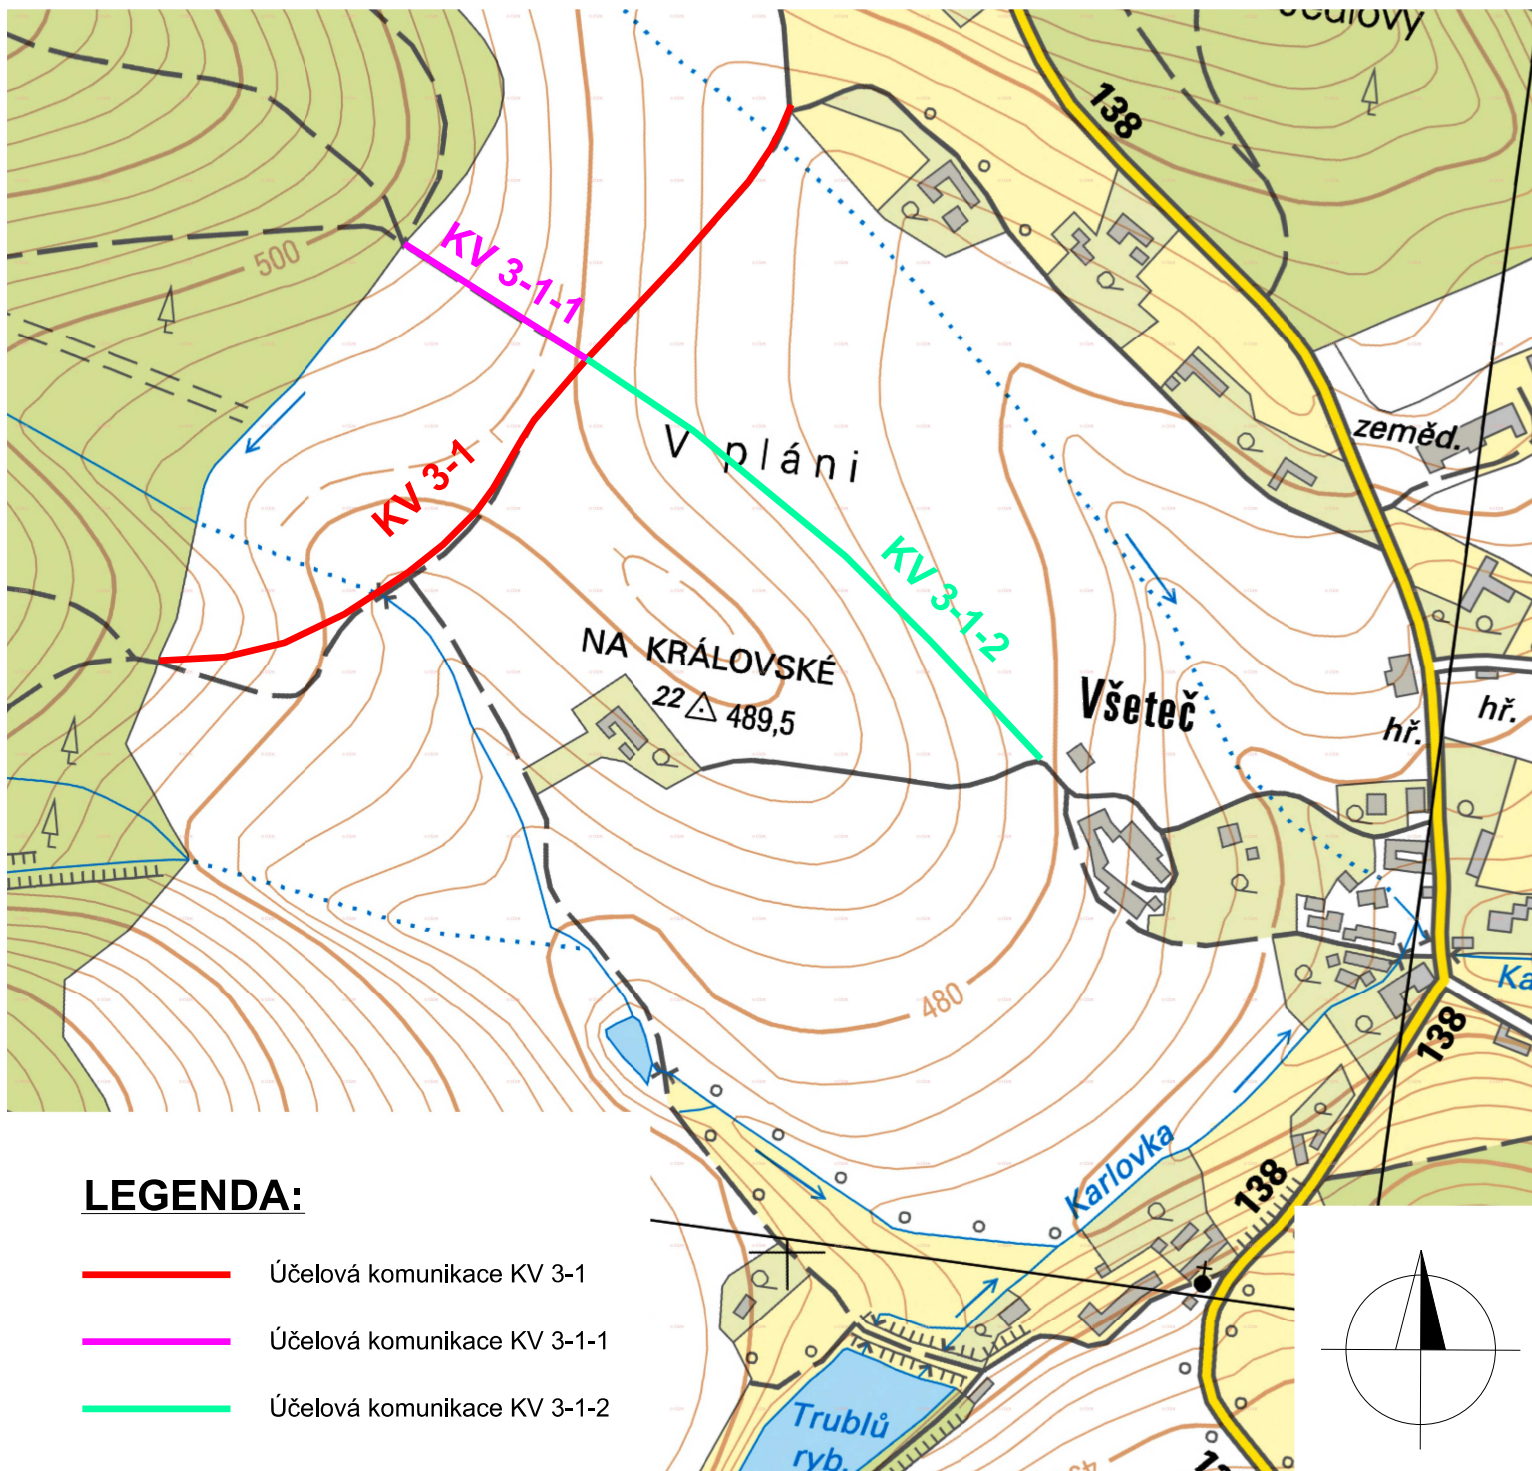 138
500
KV 3-1-1
KV 3-1
V pláni
zeměd.
KV 3-1-2
NA KRÁLOVSKÉ
22 489,5
Všeteč
hř.
hř.
480
Ka
138
Karlovka
138
Trublů
ryb.
LEGENDA:
Účelová komunikace KV 3-1
Účelová komunikace KV 3-1-1
Účelová komunikace KV 3-1-2